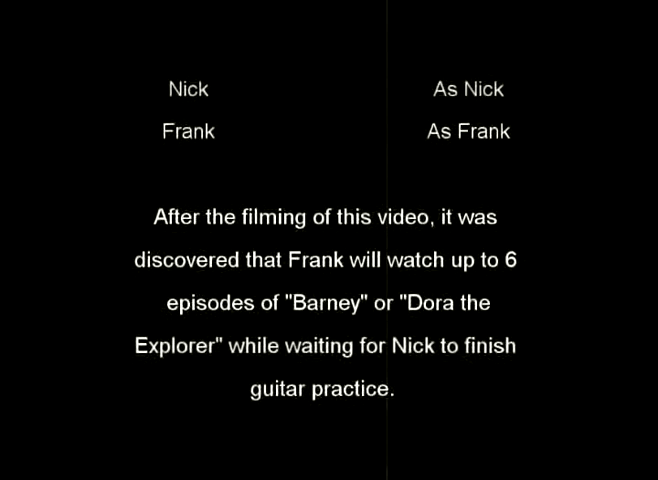 Nick As Nick
Frank As Frank
After the filming of this video, it was
discovered that Frank will watch up to 6
episodes of "Barney" or "Dora the
Explorer" while waiting for Nick to finish
guitar practice.